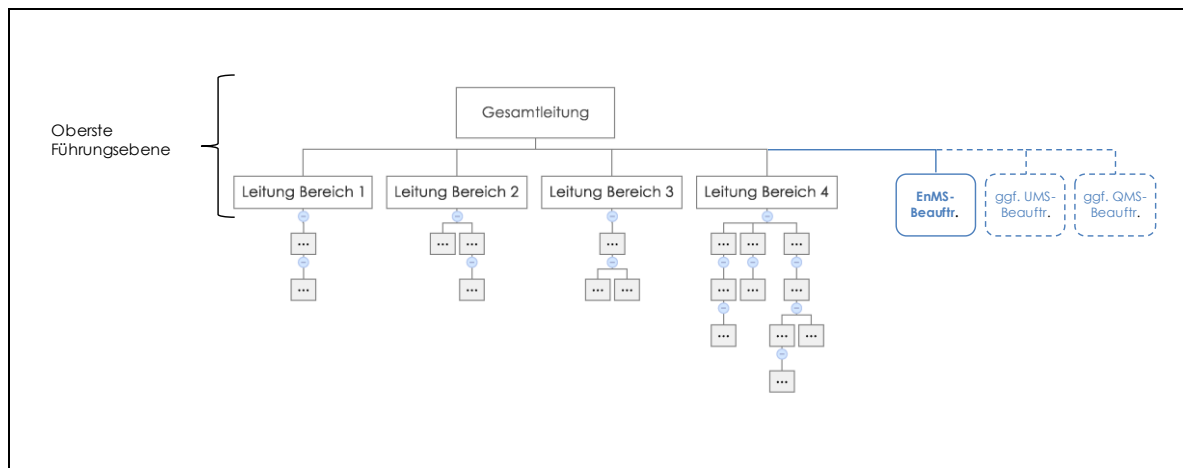 Gesamtleitung
Oberste
Führungsebene
Leitung Bereich 1
Leitung Bereich 2
Leitung Bereich 3
Leitung Bereich 4
EnMS-
Beauftr.
ggf. UMS-
Beauftr.
ggf. QMS-
Beauftr.
... ... ... ... ... ... ...
... ... ... ... ... ... ...
... ... ...
...